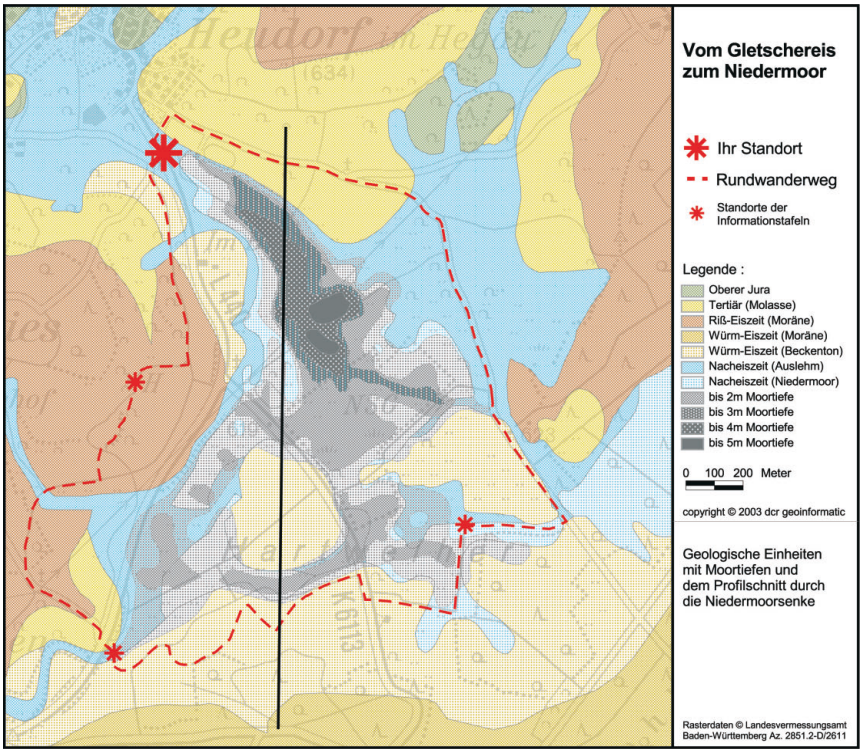 Heudorf im Hegau
(634)
Im
L440
K6113
Hartweiher
Vom Gletschereis
zum Niedermoor
Ihr Standort
Rundwanderweg
Standorte der
Informationstafeln
Legende :
Oberer Jura
Tertiär (Molasse)
Riß-Eiszeit (Moräne)
Würm-Eiszeit (Moräne)
Würm-Eiszeit (Beckenton)
Nacheiszeit (Auslehm)
Nacheiszeit (Niedermoor)
bis 2m Moortiefe
bis 3m Moortiefe
bis 4m Moortiefe
bis 5m Moortiefe
0 100 200 Meter
copyright © 2003 dcr geoinformatic
Geologische Einheiten
mit Moortiefen und
dem Profilschnitt durch
die Niedermoorsenke
Rasterdaten © Landesvermessungsamt
Baden-Württemberg Az. 2851.2-D/2611